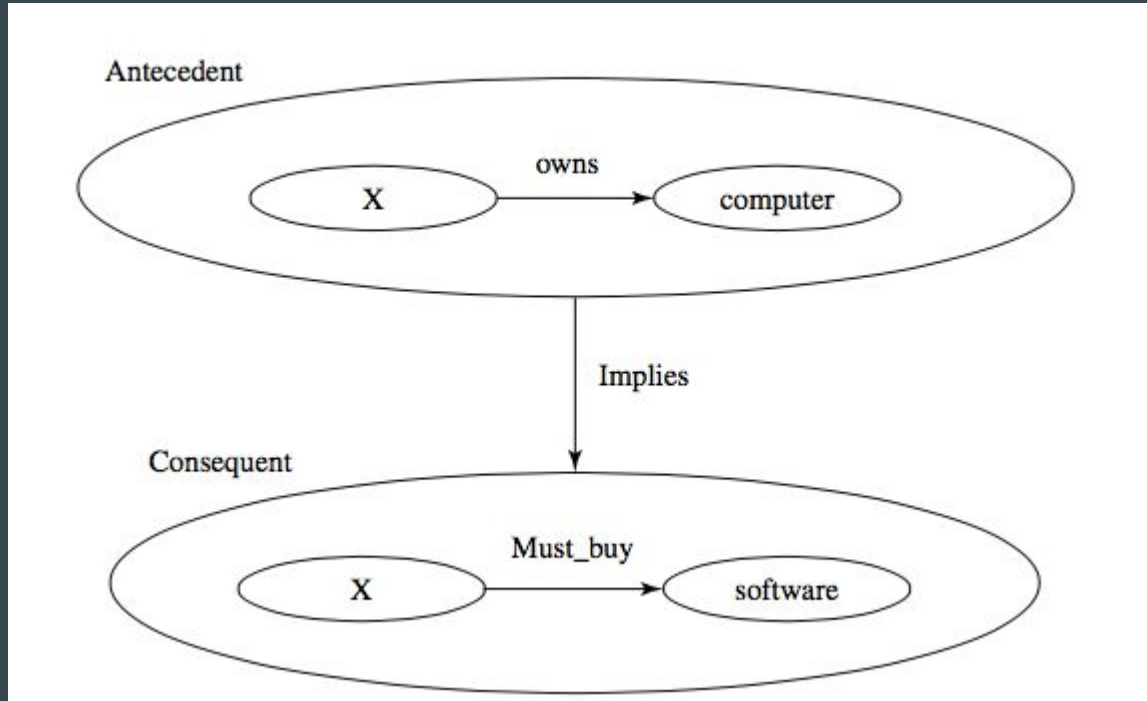 Antecedent
owns
X
computer
Implies
Consequent
Must_buy
X
software